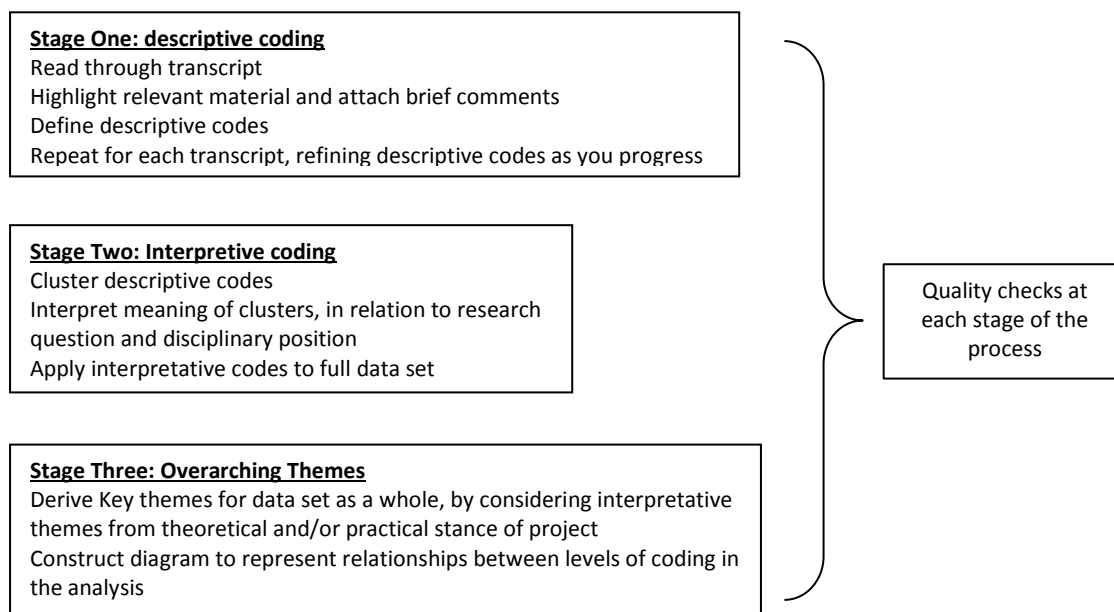 Stage One: descriptive coding
Read through transcript
Highlight relevant material and attach brief comments
Define descriptive codes
Repeat for each transcript, refining descriptive codes as you progress
Stage Two: Interpretive coding
Cluster descriptive codes
Interpret meaning of clusters, in relation to research
question and disciplinary position
Apply interpretative codes to full data set
Stage Three: Overarching Themes
Derive Key themes for data set as a whole, by considering interpretative
themes from theoretical and/or practical stance of project
Construct diagram to represent relationships between levels of coding in
the analysis
Quality checks at
each stage of the
process